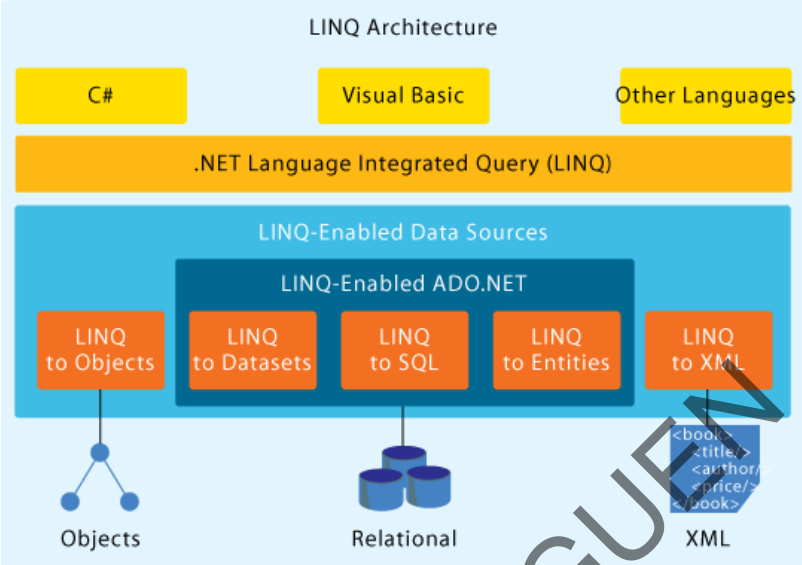 LINQ Architecture
C#
Visual Basic
Other Languages
.NET Language Integrated Query (LINQ)
LINQ-Enabled Data Sources
LINQ-Enabled ADO.NET
LINQ
to Objects
LINQ
to Datasets
LINQ
to SQL
LINQ
to Entities
LINQ
to XML
<book>
<title/>
<author/>
<price/>
</book>
Objects
Relational
XML
GUEN